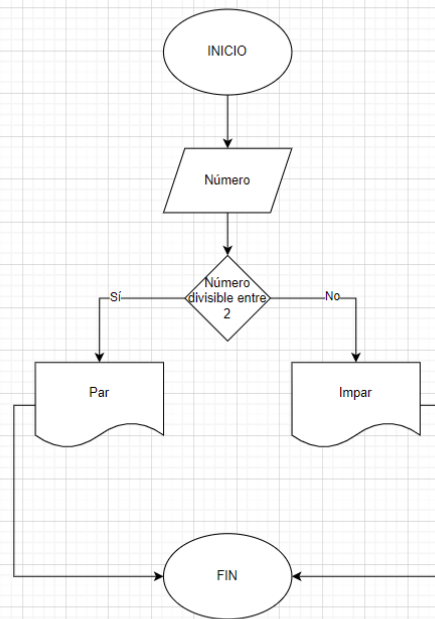 INICIO
Número
Número
divisible entre
2
Sí
No
Par
Impar
FIN